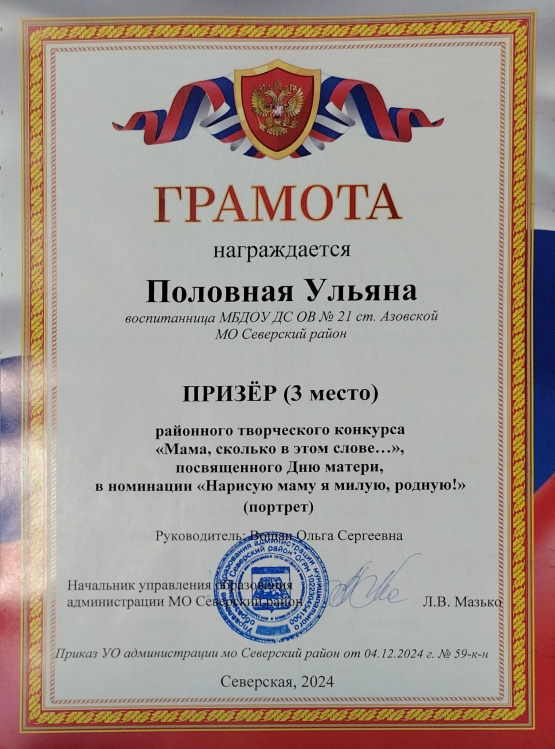 ГРАМОТА
награждается
Половная Ульяна
воспитанница МБДОУ ДС ОВ № 21 ст. Азовской
МО Северский район
ПРИЗЁР (3 место)
районного творческого конкурса
«Мама, сколько в этом слове…»,
посвященного Дню матери,
в номинации «Нарисую маму я милую, родную!»
(портрет)
Руководитель: Ольга Сергеевна
Начальник управления образования
администрации МО Северский район
Л.В. Мазько
Приказ УО администрации мо Северский район от 04.12.2024 г. № 59-к-н
Северская, 2024